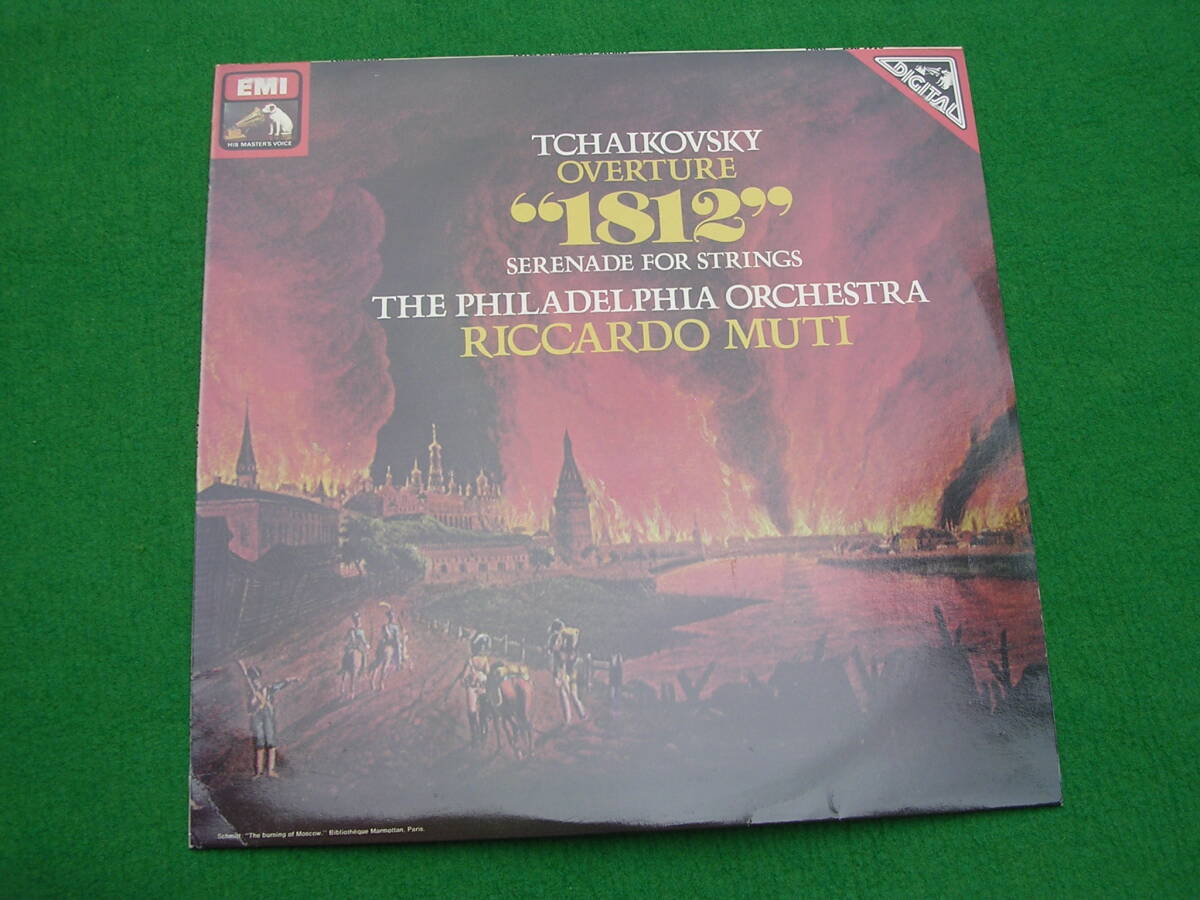 EMI
HIS MASTER'S VOICE
DIGITAL
TCHAIKOVSKY
OVERTURE
“1812”
SERENADE FOR STRINGS
THE PHILADELPHIA ORCHESTRA
RICCARDO MUTI
Schmitt: "The burning of Moscow." Bibliothèque Marmottan, Paris.